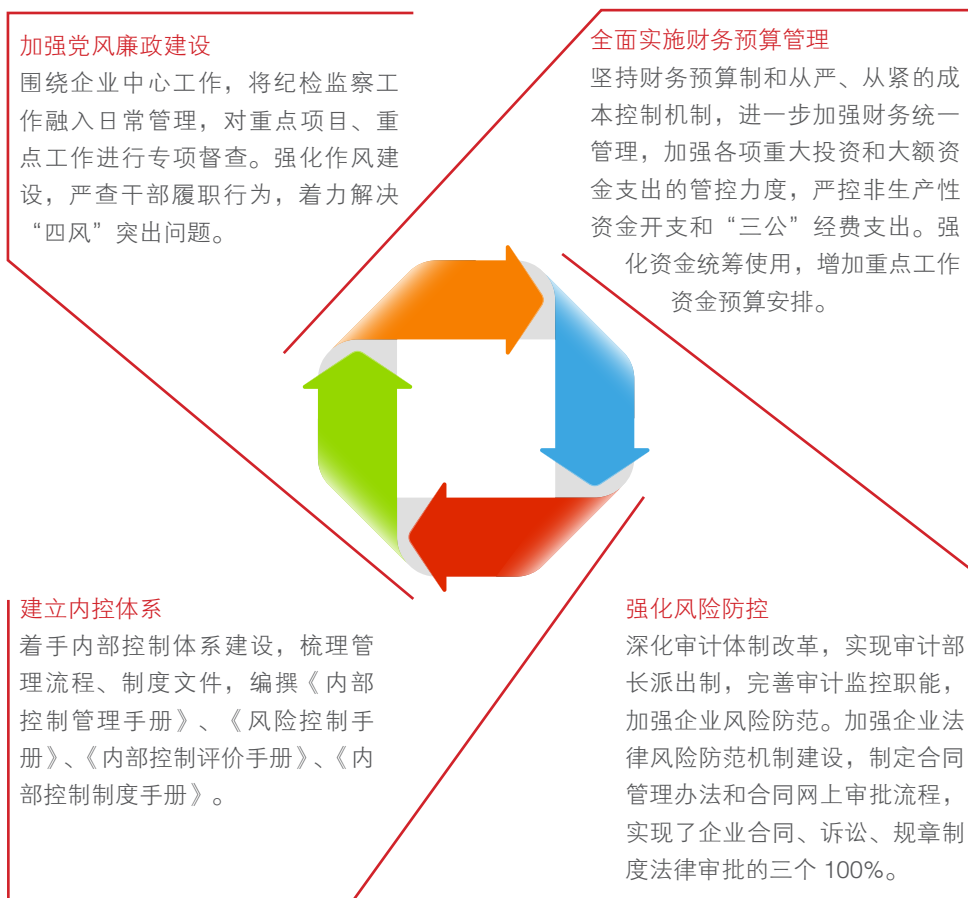 加强党风廉政建设
围绕企业中心工作，将纪检监察工
作融入日常管理，对重点项目、重
点工作进行专项督查。强化作风建
设，严查干部履职行为，着力解决
“四风”突出问题。
全面实施财务预算管理
坚持财务预算制和从严、从紧的成
本控制机制，进一步加强财务统一
管理，加强各项重大投资和大额资
金支出的管控力度，严控非生产性
资金开支和“三公”经费支出。强
化资金统筹使用，增加重点工作
资金预算安排。
建立内控体系
着手内部控制体系建设，梳理管
理流程、制度文件，编撰《内部
控制管理手册》、《风险控制手
册》、《内部控制评价手册》、《内
部控制制度手册》。
强化风险防控
深化审计体制改革，实现审计部
长派出制，完善审计监控职能，
加强企业风险防范。加强企业法
律风险防范机制建设，制定合同
管理办法和合同网上审批流程，
实现了企业合同、诉讼、规章制
度法律审批的三个 100%。